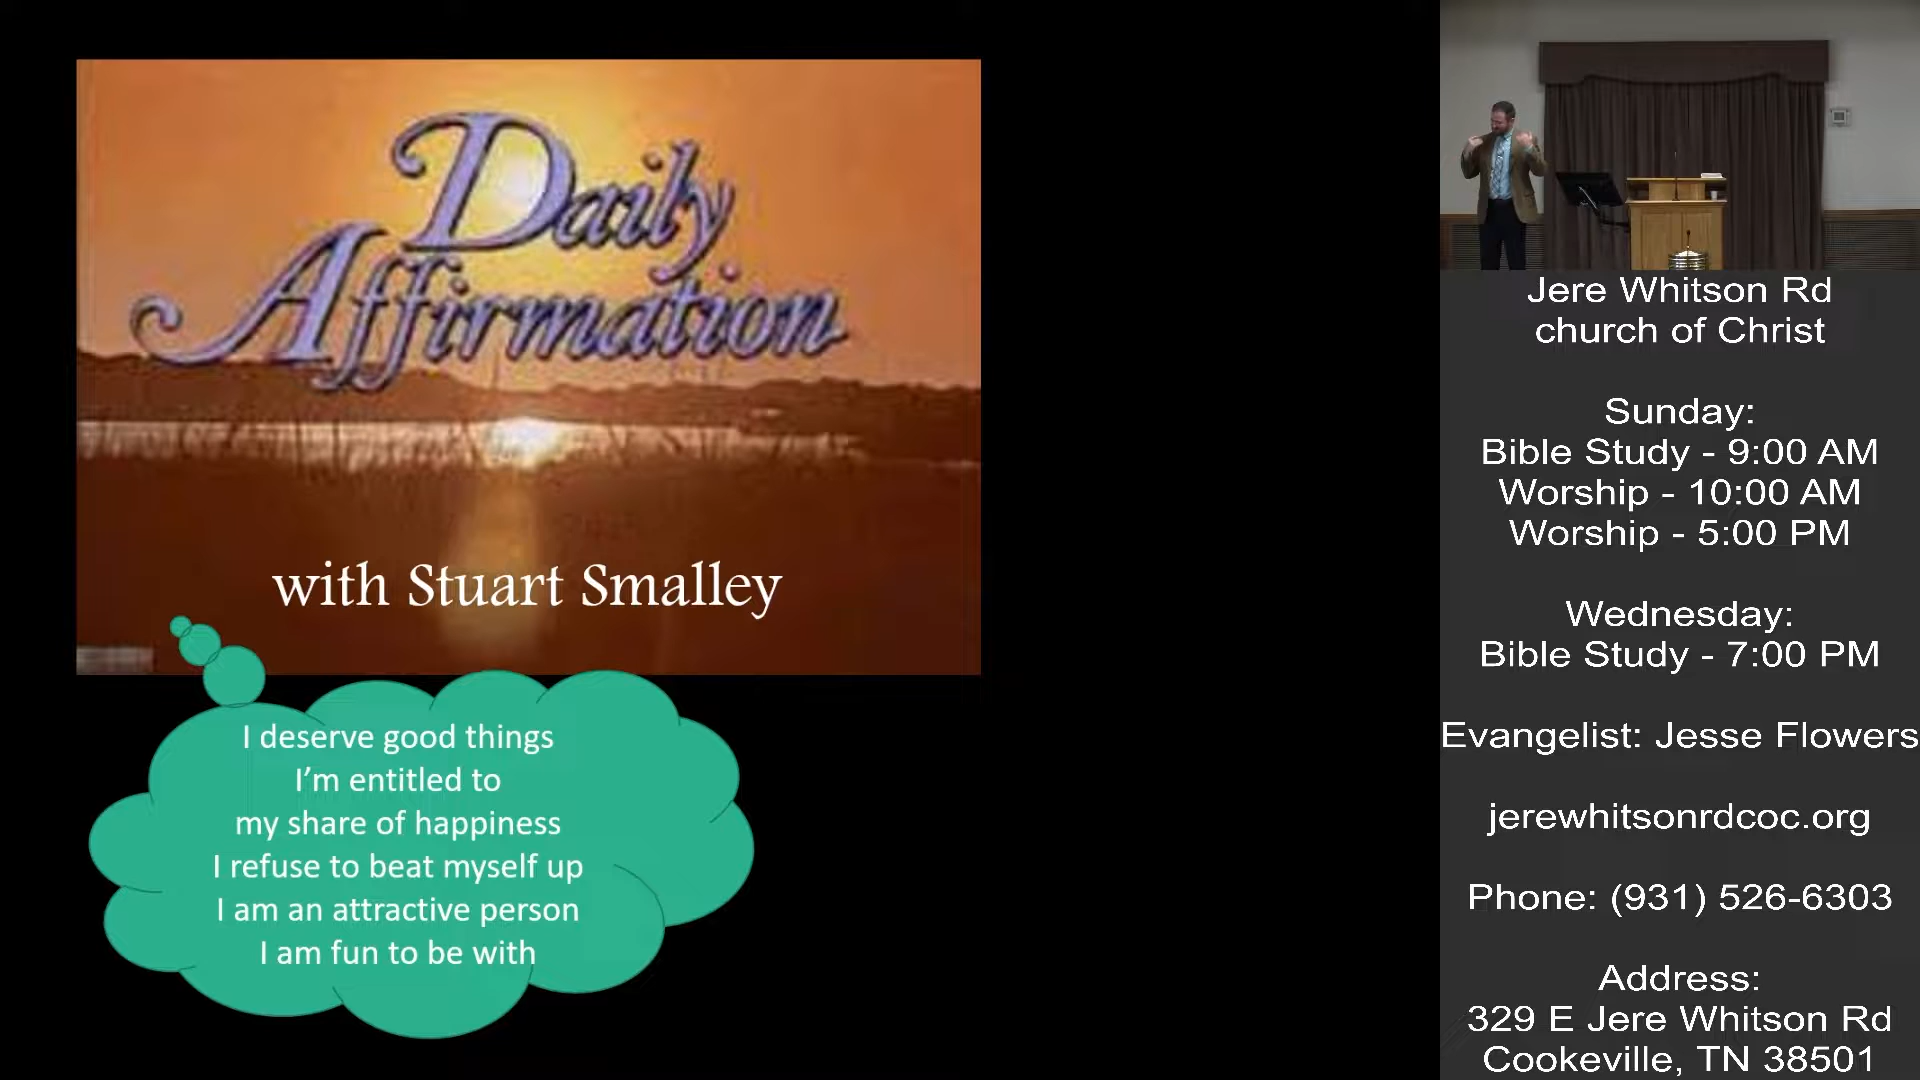 Daily
Affirmation
with Stuart Smalley
I deserve good things
I'm entitled to
my share of happiness
I refuse to beat myself up
I am an attractive person
I am fun to be with
Jere Whitson Rd
church of Christ
Sunday:
Bible Study - 9:00 AM
Worship - 10:00 AM
Worship - 5:00 PM
Wednesday:
Bible Study - 7:00 PM
Evangelist: Jesse Flowers
jerewhitsonrdcoc.org
Phone: (931) 526-6303
Address:
329 E Jere Whitson Rd
Cookeville, TN 38501